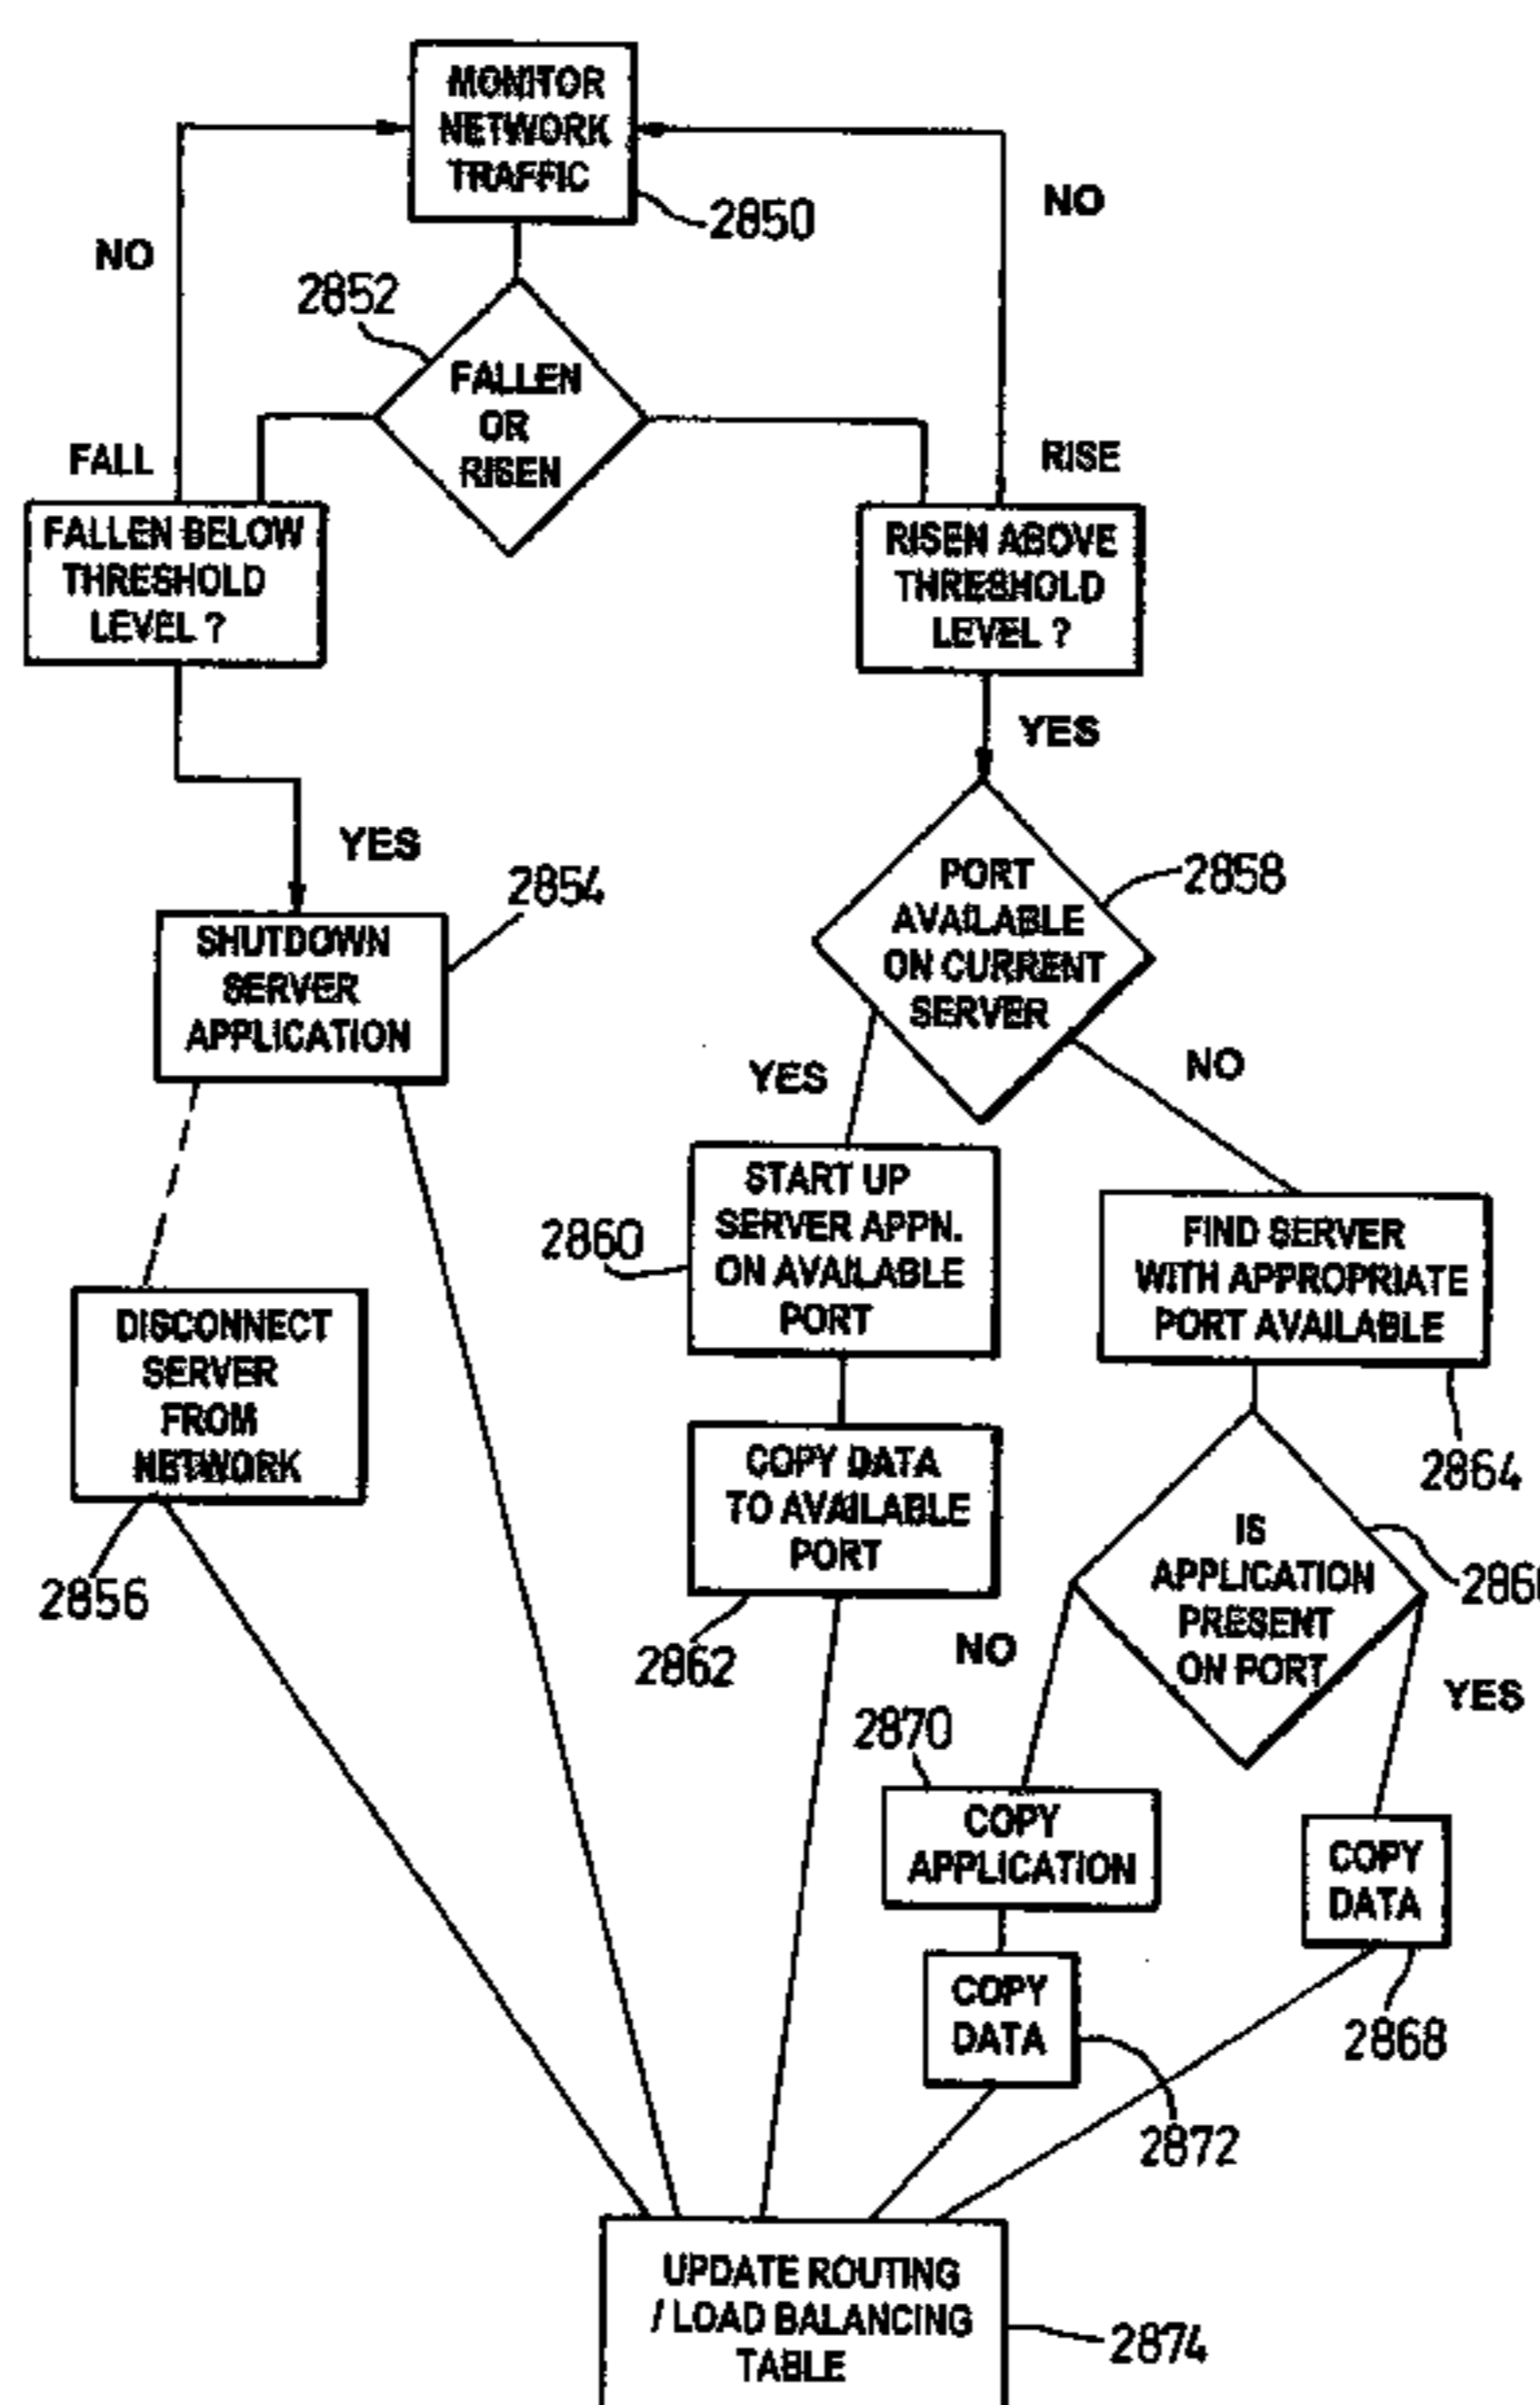 MONITOR
NETWORK
TRAFFIC
2850
NO
NO
2852
FALLEN
OR
RISEN
FALL
RISE
FALLEN BELOW
THRESHOLD
LEVEL ?
RISEN ABOVE
THRESHOLD
LEVEL ?
YES
YES
2854
SHUTDOWN
SERVER
APPLICATION
PORT
AVAILABLE
ON CURRENT
SERVER
2858
YES
NO
START UP
SERVER APPN.
ON AVAILABLE
PORT
2860
FIND SERVER
WITH APPROPRIATE
PORT AVAILABLE
2864
DISCONNECT
SERVER
FROM
NETWORK
2856
COPY DATA
TO AVAILABLE
PORT
2862
IS
APPLICATION
PRESENT
ON PORT
NO
YES
2870
COPY
APPLICATION
COPY
DATA
2868
COPY
DATA
2872
UPDATE ROUTING
/ LOAD BALANCING
TABLE
2874